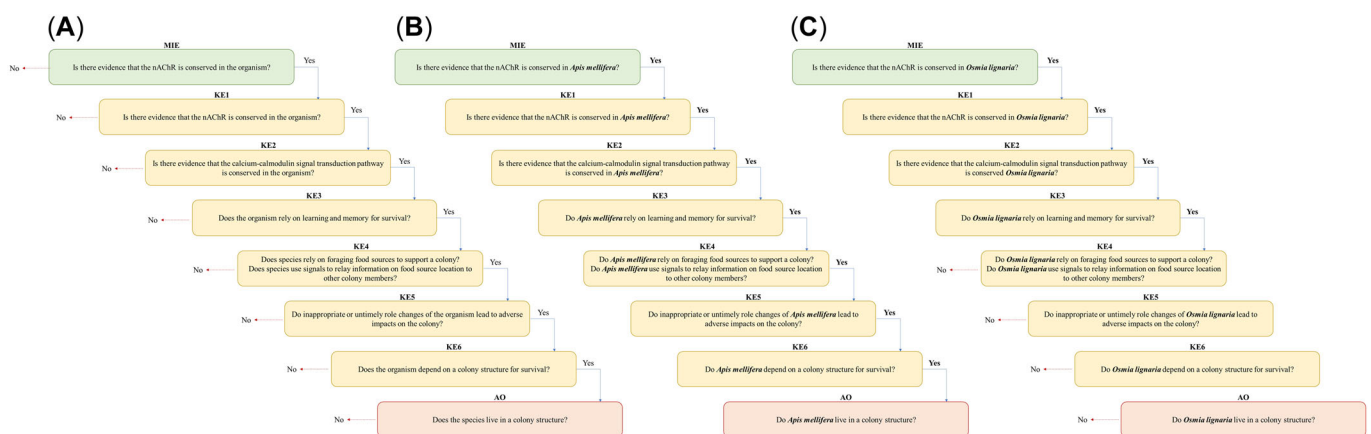 (A)
MIE
Is there evidence that the nAChR is conserved in the organism?
No
Yes
KE1
Is there evidence that the nAChR is conserved in the organism?
No
Yes
KE2
Is there evidence that the calcium-calmodulin signal transduction pathway
is conserved in the organism?
No
Yes
KE3
Does the organism rely on learning and memory for survival?
No
Yes
KE4
Does species rely on foraging food sources to support a colony?
Does species use signals to relay information on food source location to
other colony members?
No
Yes
KE5
Do inappropriate or untimely role changes of the organism lead to adverse
impacts on the colony?
No
Yes
KE6
Does the organism depend on a colony structure for survival?
No
Yes
AO
Does the species live in a colony structure?
No
(B)
MIE
Is there evidence that the nAChR is conserved in Apis mellifera?
Yes
KE1
Is there evidence that the nAChR is conserved in Apis mellifera?
Yes
KE2
Is there evidence that the calcium-calmodulin signal transduction pathway
is conserved in Apis mellifera?
Yes
KE3
Do Apis mellifera rely on learning and memory for survival?
Yes
KE4
Do Apis mellifera rely on foraging food sources to support a colony?
Do Apis mellifera use signals to relay information on food source location
to other colony members?
Yes
KE5
Do inappropriate or untimely role changes of Apis mellifera lead to
adverse impacts on the colony?
Yes
KE6
Do Apis mellifera depend on a colony structure for survival?
Yes
AO
Do Apis mellifera live in a colony structure?
(C)
MIE
Is there evidence that the nAChR is conserved in Osmia lignaria?
Yes
KE1
Is there evidence that the nAChR is conserved in Osmia lignaria?
Yes
KE2
Is there evidence that the calcium-calmodulin signal transduction pathway
is conserved Osmia lignaria?
Yes
KE3
Do Osmia lignaria rely on learning and memory for survival?
Yes
KE4
Do Osmia lignaria rely on foraging food sources to support a colony?
Do Osmia lignaria use signals to relay information on food source location
to other colony members?
No
KE5
Do inappropriate or untimely role changes of Osmia lignaria lead to
adverse impacts on the colony?
No
KE6
Do Osmia lignaria depend on a colony structure for survival?
No
AO
Do Osmia lignaria live in a colony structure?
No